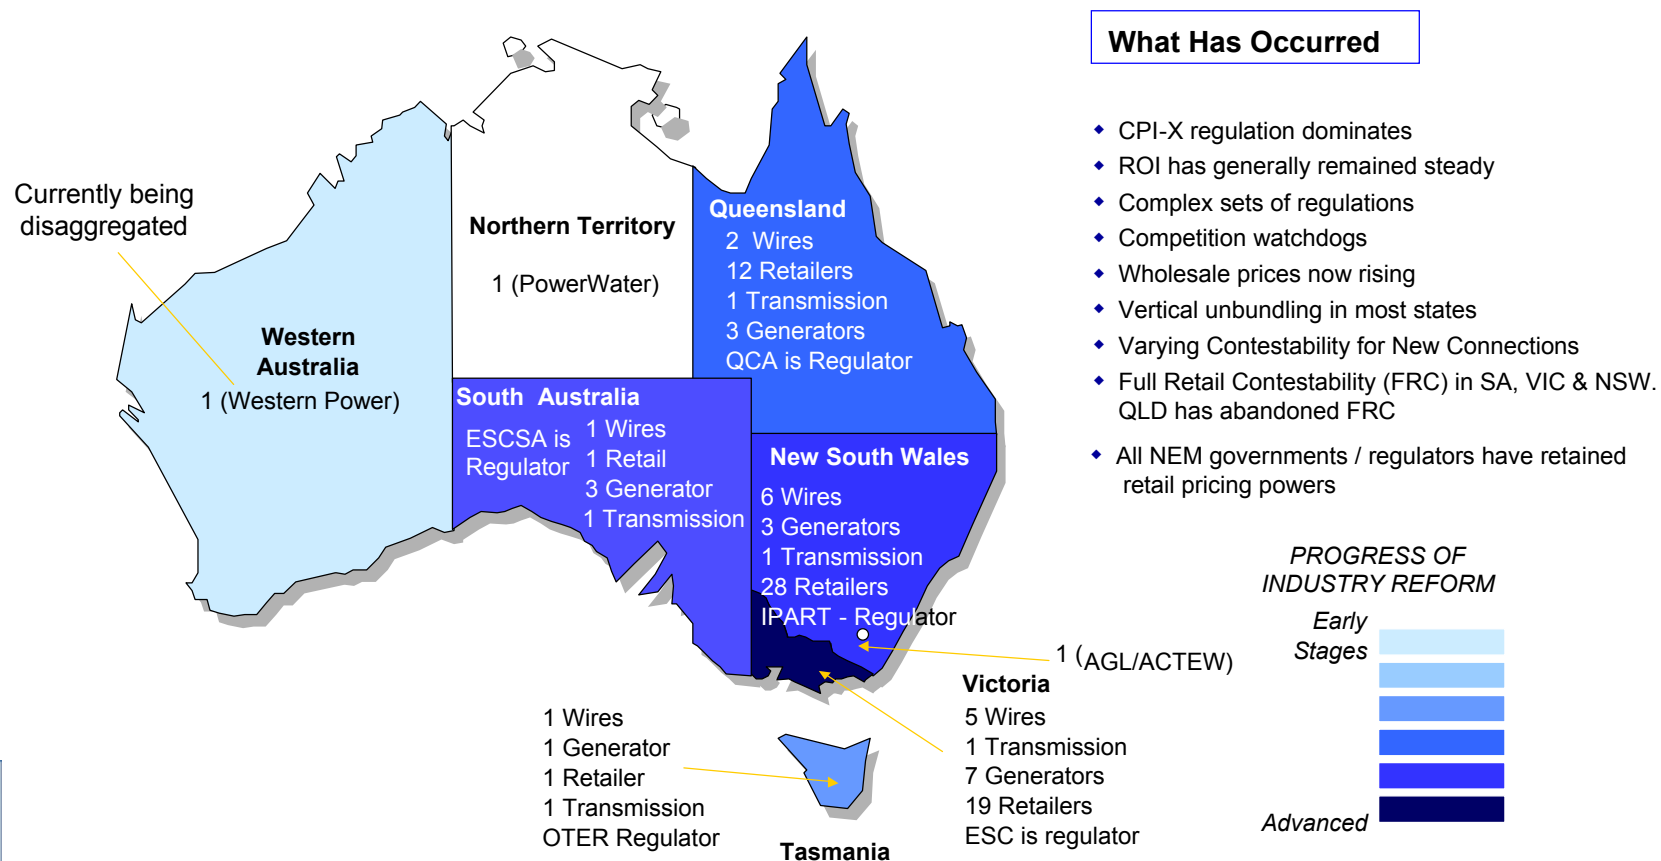 What Has Occurred
CPI-X regulation dominates
ROI has generally remained steady
Complex sets of regulations
Competition watchdogs
Wholesale prices now rising
Vertical unbundling in most states
Varying Contestability for New Connections
Full Retail Contestability (FRC) in SA, VIC & NSW.
QLD has abandoned FRC
All NEM governments / regulators have retained
retail pricing powers
Currently being
disaggregated
Western
Australia
1 (Western Power)
Northern Territory
1 (PowerWater)
Queensland
2 Wires
12 Retailers
1 Transmission
3 Generators
QCA is Regulator
South Australia
ESCSA is
Regulator
1 Wires
1 Retail
3 Generator
1 Transmission
New South Wales
6 Wires
3 Generators
1 Transmission
28 Retailers
IPART - Regulator
1 (AGL/ACTEW)
Victoria
5 Wires
1 Transmission
7 Generators
19 Retailers
ESC is regulator
1 Wires
1 Generator
1 Retailer
1 Transmission
OTER Regulator
Tasmania
PROGRESS OF
INDUSTRY REFORM
Early
Stages
Advanced